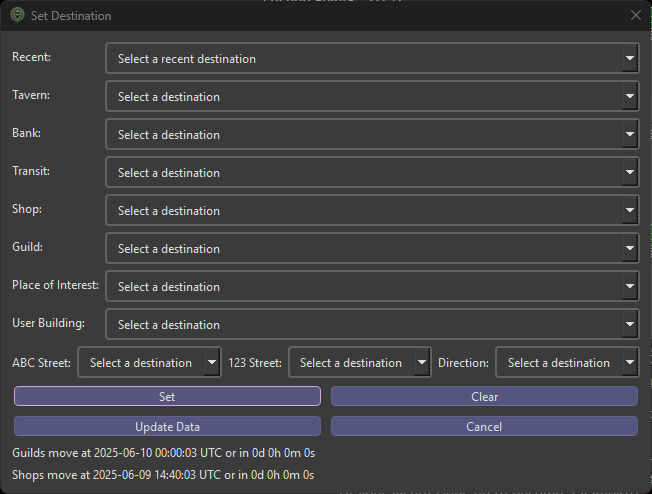 Set Destination
Recent: Select a recent destination
Tavern: Select a destination
Bank: Select a destination
Transit: Select a destination
Shop: Select a destination
Guild: Select a destination
Place of Interest: Select a destination
User Building: Select a destination
ABC Street: Select a destination 123 Street: Select a destination Direction: Select a destination
Set Clear
Update Data Cancel
Guilds move at 2025-06-10 00:00:03 UTC or in 0d 0h 0m 0s
Shops move at 2025-06-09 14:40:03 UTC or in 0d 0h 0m 0s